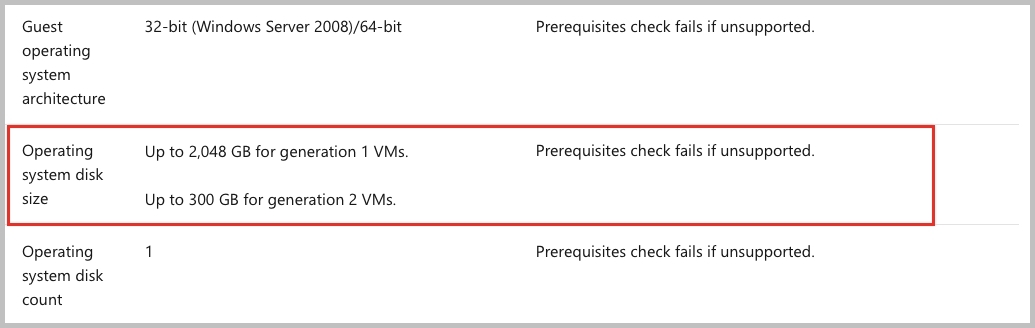 Guest operating system architecture
32-bit (Windows Server 2008)/64-bit
Prerequisites check fails if unsupported.
Operating system disk size
Up to 2,048 GB for generation 1 VMs.
Up to 300 GB for generation 2 VMs.
Prerequisites check fails if unsupported.
Operating system disk count
1
Prerequisites check fails if unsupported.